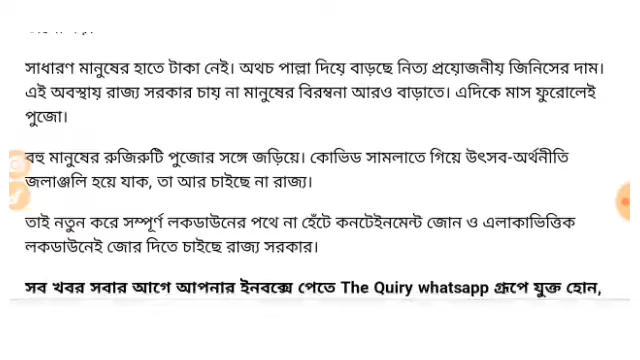 সাধারণ মানুষের হাতে টাকা নেই। অথচ পাল্লা দিয়ে বাড়ছে নিত্য প্রয়োজনীয় জিনিসের দাম।
এই অবস্থায় রাজ্য সরকার চায় না মানুষের বিরম্বনা আরও বাড়াতে। এদিকে মাস ফুরোলেই
পুজো।
বহু মানুষের রুজিরুটি পুজোর সঙ্গে জড়িয়ে। কোভিড সামলাতে গিয়ে উৎসব-অর্থনীতি
জলাঞ্জলি হয়ে যাক, তা আর চাইছে না রাজ্য।
তাই নতুন করে সম্পূর্ণ লকডাউনের পথে না হেঁটে কনটেইনমেন্ট জোন ও এলাকাভিত্তিক
লকডাউনেই জোর দিতে চাইছে রাজ্য সরকার।
সব খবর সবার আগে আপনার ইনবক্সে পেতে The Quiry whatsapp গ্রূপে যুক্ত হোন,